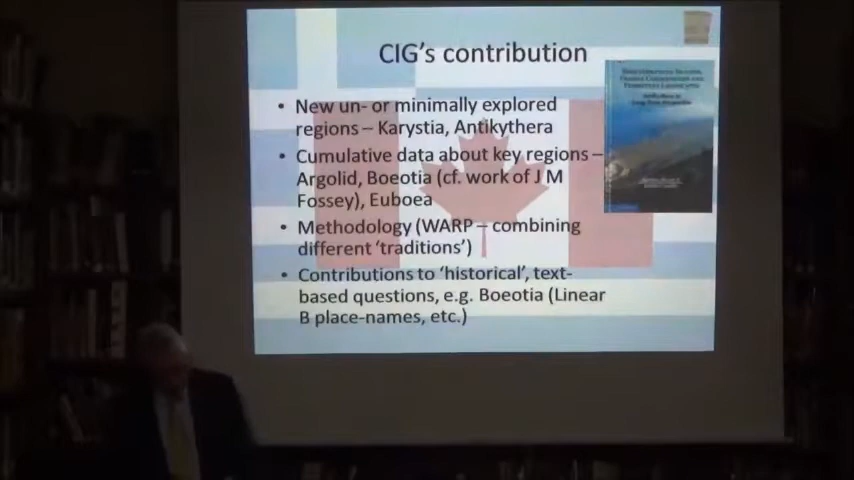 CIG's contribution
• New un- or minimally explored
regions – Karystia, Antikythera
• Cumulative data about key regions –
Argolid, Boeotia (cf. work of J M
Fossey), Euboea
• Methodology (WARP – combining
different 'traditions')
• Contributions to 'historical', text-
based questions, e.g. Boeotia (Linear
B place-names, etc.)